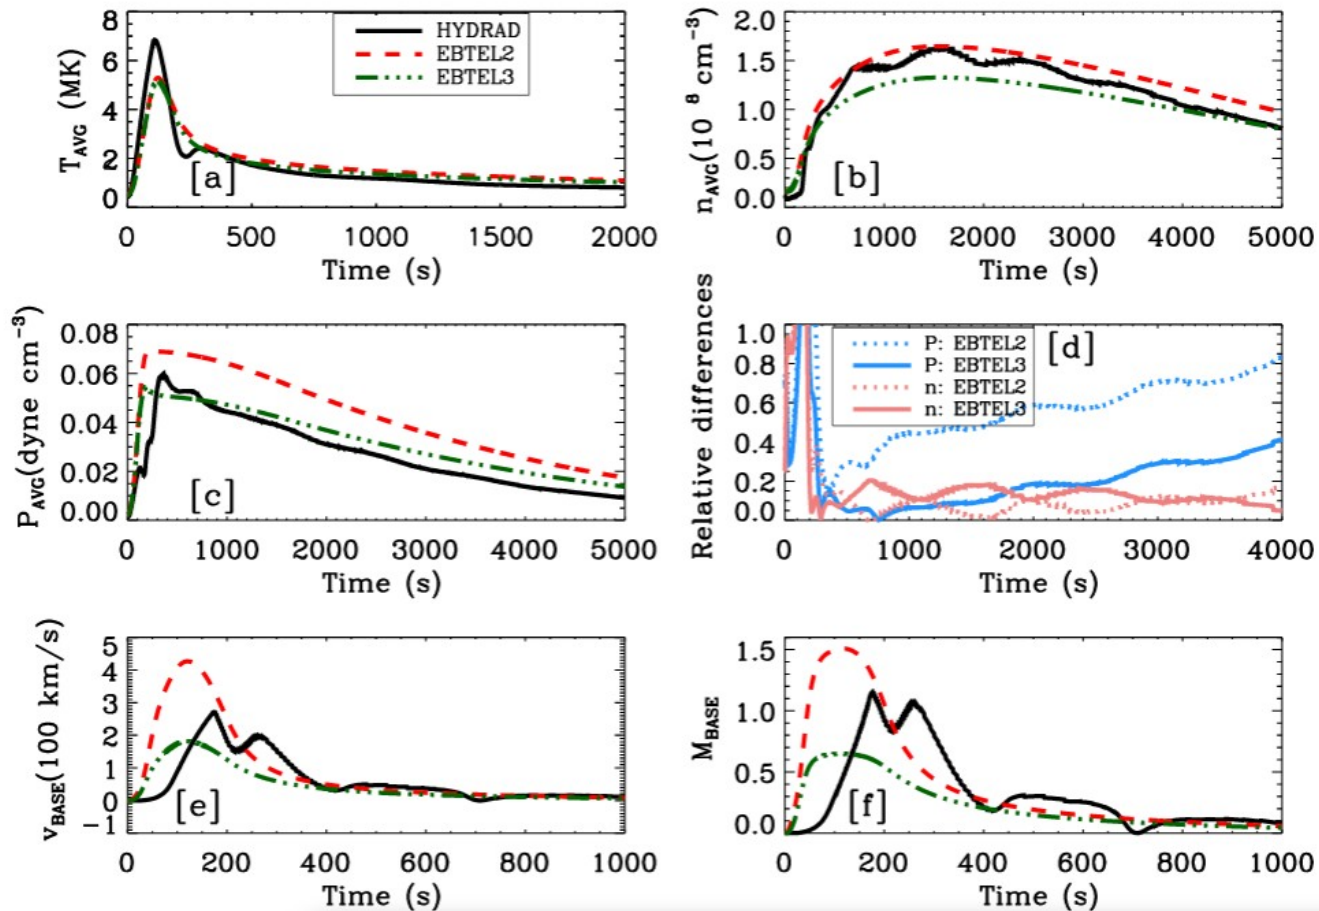 T_AVG (MK)
8
6
4
2
0
HYDRAD
EBTEL2
EBTEL3
[a]
0 500 1000 1500 2000
Time (s)
n_AVG(10 ⁸ cm⁻³)
2.0
1.5
1.0
0.5
0.0
[b]
0 1000 2000 3000 4000 5000
Time (s)
P_AVG(dyne cm⁻³)
0.08
0.06
0.04
0.02
0.00
[c]
0 1000 2000 3000 4000 5000
Time (s)
Relative differences
1.0
0.8
0.6
0.4
0.2
0.0
P: EBTEL2
P: EBTEL3
n: EBTEL2
n: EBTEL3
[d]
0 1000 2000 3000 4000
Time (s)
v_BASE(100 km/s)
5
4
3
2
1
0
−1
[e]
0 200 400 600 800 1000
Time (s)
M_BASE
1.5
1.0
0.5
0.0
[f]
0 200 400 600 800 1000
Time (s)